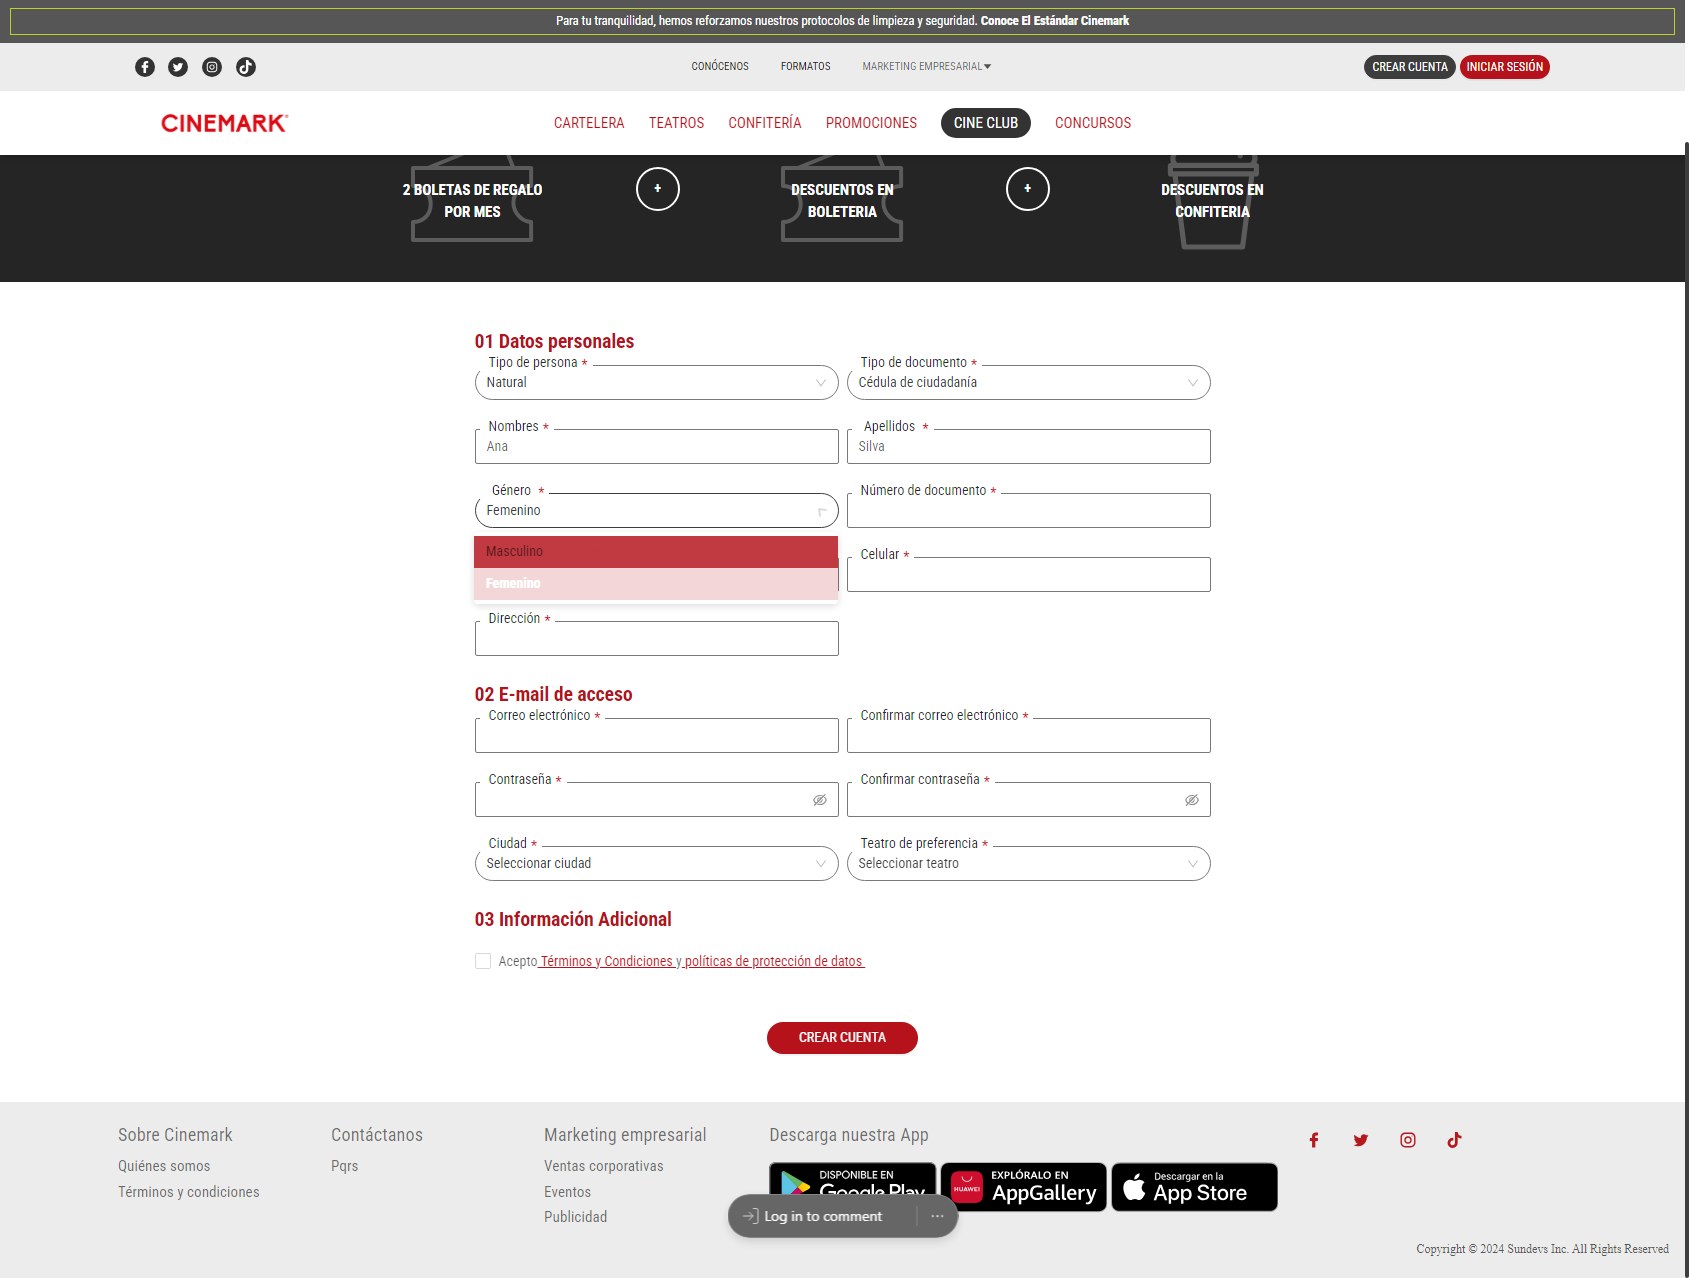 Para tu tranquilidad, hemos reforzamos nuestros protocolos de limpieza y seguridad. Conoce El Estándar Cinemark
CONÓCENOS FORMATOS MARKETING EMPRESARIAL
CREAR CUENTA INICIAR SESIÓN
CINEMARK
CARTELERA TEATROS CONFITERÍA PROMOCIONES CINE CLUB CONCURSOS
2 BOLETAS DE REGALO
POR MES
+
DESCUENTOS EN
BOLETERIA
+
DESCUENTOS EN
CONFITERIA
01 Datos personales
Tipo de persona *
Natural
Tipo de documento *
Cédula de ciudadanía
Nombres *
Ana
Apellidos *
Silva
Género *
Femenino
Número de documento *
Masculino
Femenino
Celular *
Dirección *
02 E-mail de acceso
Correo electrónico *
Confirmar correo electrónico *
Contraseña *
Confirmar contraseña *
Ciudad *
Seleccionar ciudad
Teatro de preferencia *
Seleccionar teatro
03 Información Adicional
Acepto Términos y Condiciones y políticas de protección de datos
CREAR CUENTA
Sobre Cinemark
Quiénes somos
Términos y condiciones
Contáctanos
Pqrs
Marketing empresarial
Ventas corporativas
Eventos
Publicidad
Descarga nuestra App
DISPONIBLE EN
Google Play
HUAWEI
EXPLÓRALO EN
AppGallery
Descargar en la
App Store
Log in to comment
Copyright © 2024 Sundevs Inc. All Rights Reserved